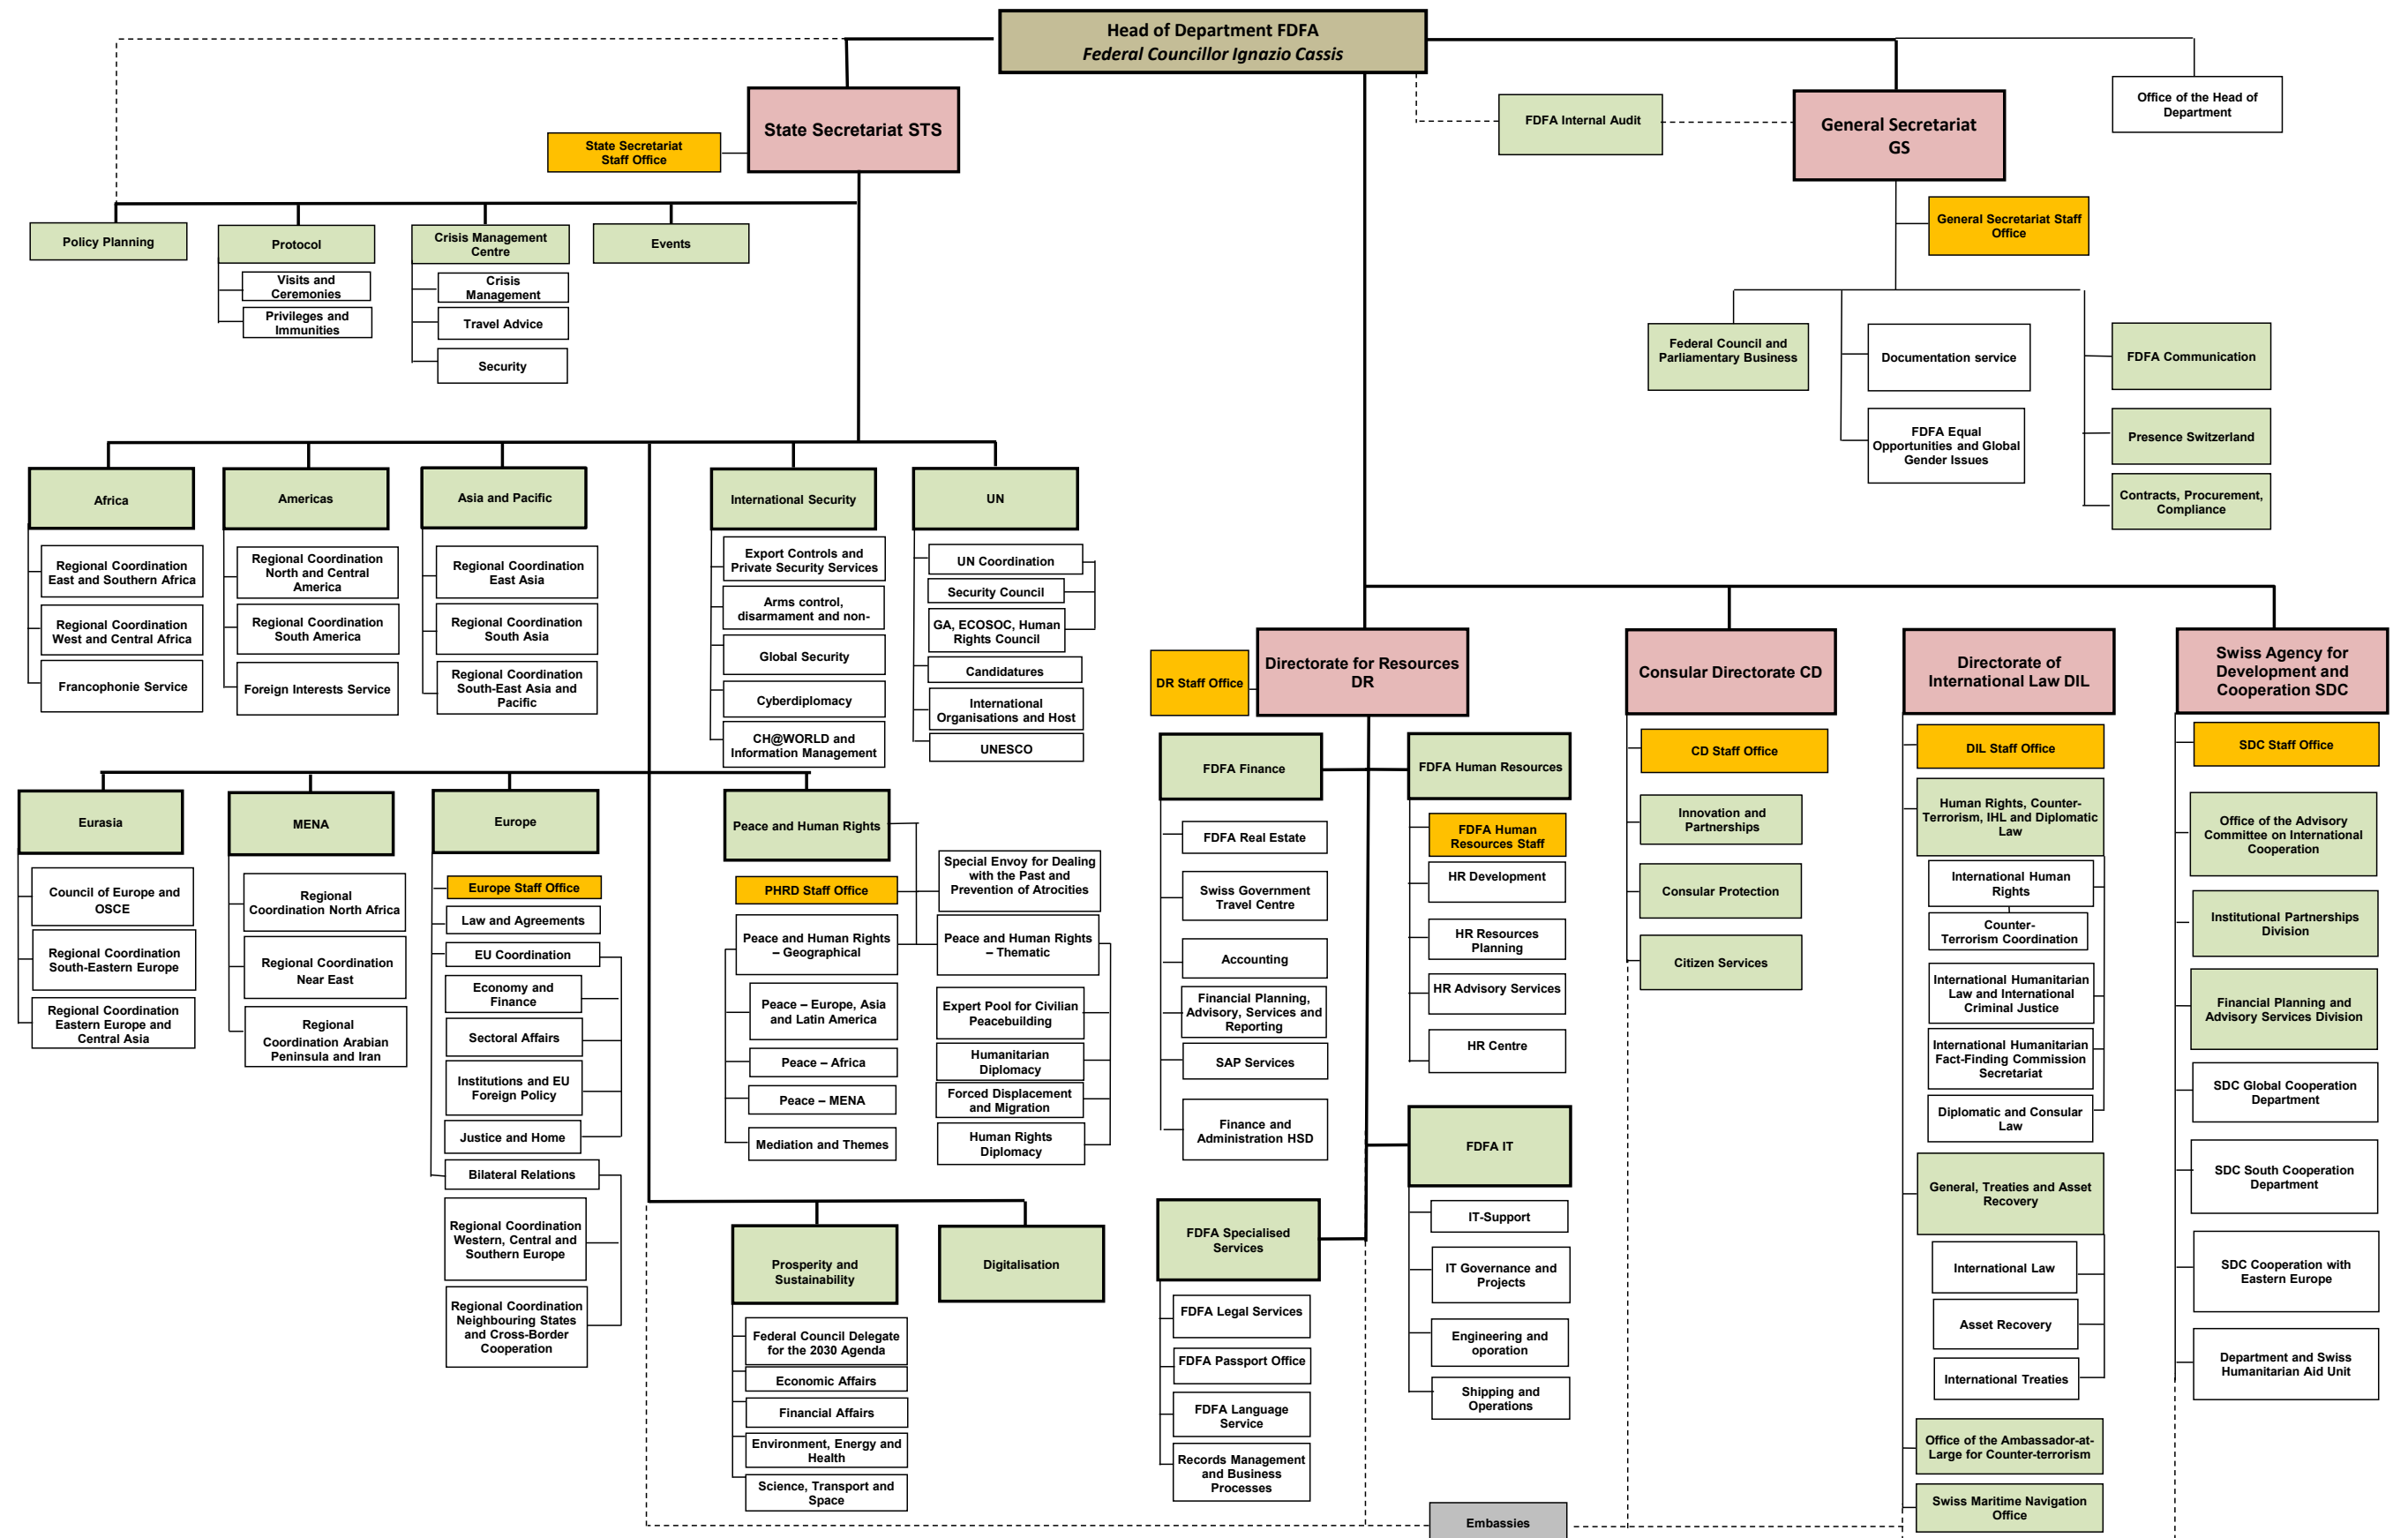 Head of Department FDFA
Federal Councillor Ignazio Cassis
State Secretariat STS
State Secretariat
Staff Office
FDFA Internal Audit
General Secretariat
GS
Office of the Head of
Department
General Secretariat Staff
Office
Policy Planning
Protocol
Visits and
Ceremonies
Privileges and
Immunities
Crisis Management
Centre
Crisis
Management
Travel Advice
Security
Events
Federal Council and
Parliamentary Business
Documentation service
FDFA Equal
Opportunities and Global
Gender Issues
FDFA Communication
Presence Switzerland
Contracts, Procurement,
Compliance
Africa
Regional Coordination
East and Southern Africa
Regional Coordination
West and Central Africa
Francophonie Service
Americas
Regional Coordination
North and Central
America
Regional Coordination
South America
Foreign Interests Service
Asia and Pacific
Regional Coordination
East Asia
Regional Coordination
South Asia
Regional Coordination
South-East Asia and
Pacific
International Security
Export Controls and
Private Security Services
Arms control,
disarmament and non-
Global Security
Cyberdiplomacy
CH@WORLD and
Information Management
UN
UN Coordination
Security Council
GA, ECOSOC, Human
Rights Council
Candidatures
International
Organisations and Host
UNESCO
Eurasia
Council of Europe and
OSCE
Regional Coordination
South-Eastern Europe
Regional Coordination
Eastern Europe and
Central Asia
MENA
Regional
Coordination North Africa
Regional Coordination
Near East
Regional
Coordination Arabian
Peninsula and Iran
Europe
Europe Staff Office
Law and Agreements
EU Coordination
Economy and
Finance
Sectoral Affairs
Institutions and EU
Foreign Policy
Justice and Home
Bilateral Relations
Regional Coordination
Western, Central and
Southern Europe
Regional Coordination
Neighbouring States
and Cross-Border
Cooperation
Peace and Human Rights
PHRD Staff Office
Special Envoy for Dealing
with the Past and
Prevention of Atrocities
Peace and Human Rights
– Geographical
Peace – Europe, Asia
and Latin America
Peace – Africa
Peace – MENA
Mediation and Themes
Peace and Human Rights
– Thematic
Expert Pool for Civilian
Peacebuilding
Humanitarian
Diplomacy
Forced Displacement
and Migration
Human Rights
Diplomacy
Prosperity and
Sustainability
Federal Council Delegate
for the 2030 Agenda
Economic Affairs
Financial Affairs
Environment, Energy and
Health
Science, Transport and
Space
Digitalisation
DR Staff Office
Directorate for Resources
DR
FDFA Finance
FDFA Real Estate
Swiss Government
Travel Centre
Accounting
Financial Planning,
Advisory, Services and
Reporting
SAP Services
Finance and
Administration HSD
FDFA Human Resources
FDFA Human
Resources Staff
HR Development
HR Resources
Planning
HR Advisory Services
HR Centre
FDFA IT
IT-Support
IT Governance and
Projects
Engineering and
oporation
Shipping and
Operations
FDFA Specialised
Services
FDFA Legal Services
FDFA Passport Office
FDFA Language
Service
Records Management
and Business
Processes
Consular Directorate CD
CD Staff Office
Innovation and
Partnerships
Consular Protection
Citizen Services
Directorate of
International Law DIL
DIL Staff Office
Human Rights, Counter-
Terrorism, IHL and Diplomatic
Law
International Human
Rights
Counter-
Terrorism Coordination
International Humanitarian
Law and International
Criminal Justice
International Humanitarian
Fact-Finding Commission
Secretariat
Diplomatic and Consular
Law
General, Treaties and Asset
Recovery
International Law
Asset Recovery
International Treaties
Office of the Ambassador-at-
Large for Counter-terrorism
Swiss Maritime Navigation
Office
Swiss Agency for
Development and
Cooperation SDC
SDC Staff Office
Office of the Advisory
Committee on International
Cooperation
Institutional Partnerships
Division
Financial Planning and
Advisory Services Division
SDC Global Cooperation
Department
SDC South Cooperation
Department
SDC Cooperation with
Eastern Europe
Department and Swiss
Humanitarian Aid Unit
Embassies